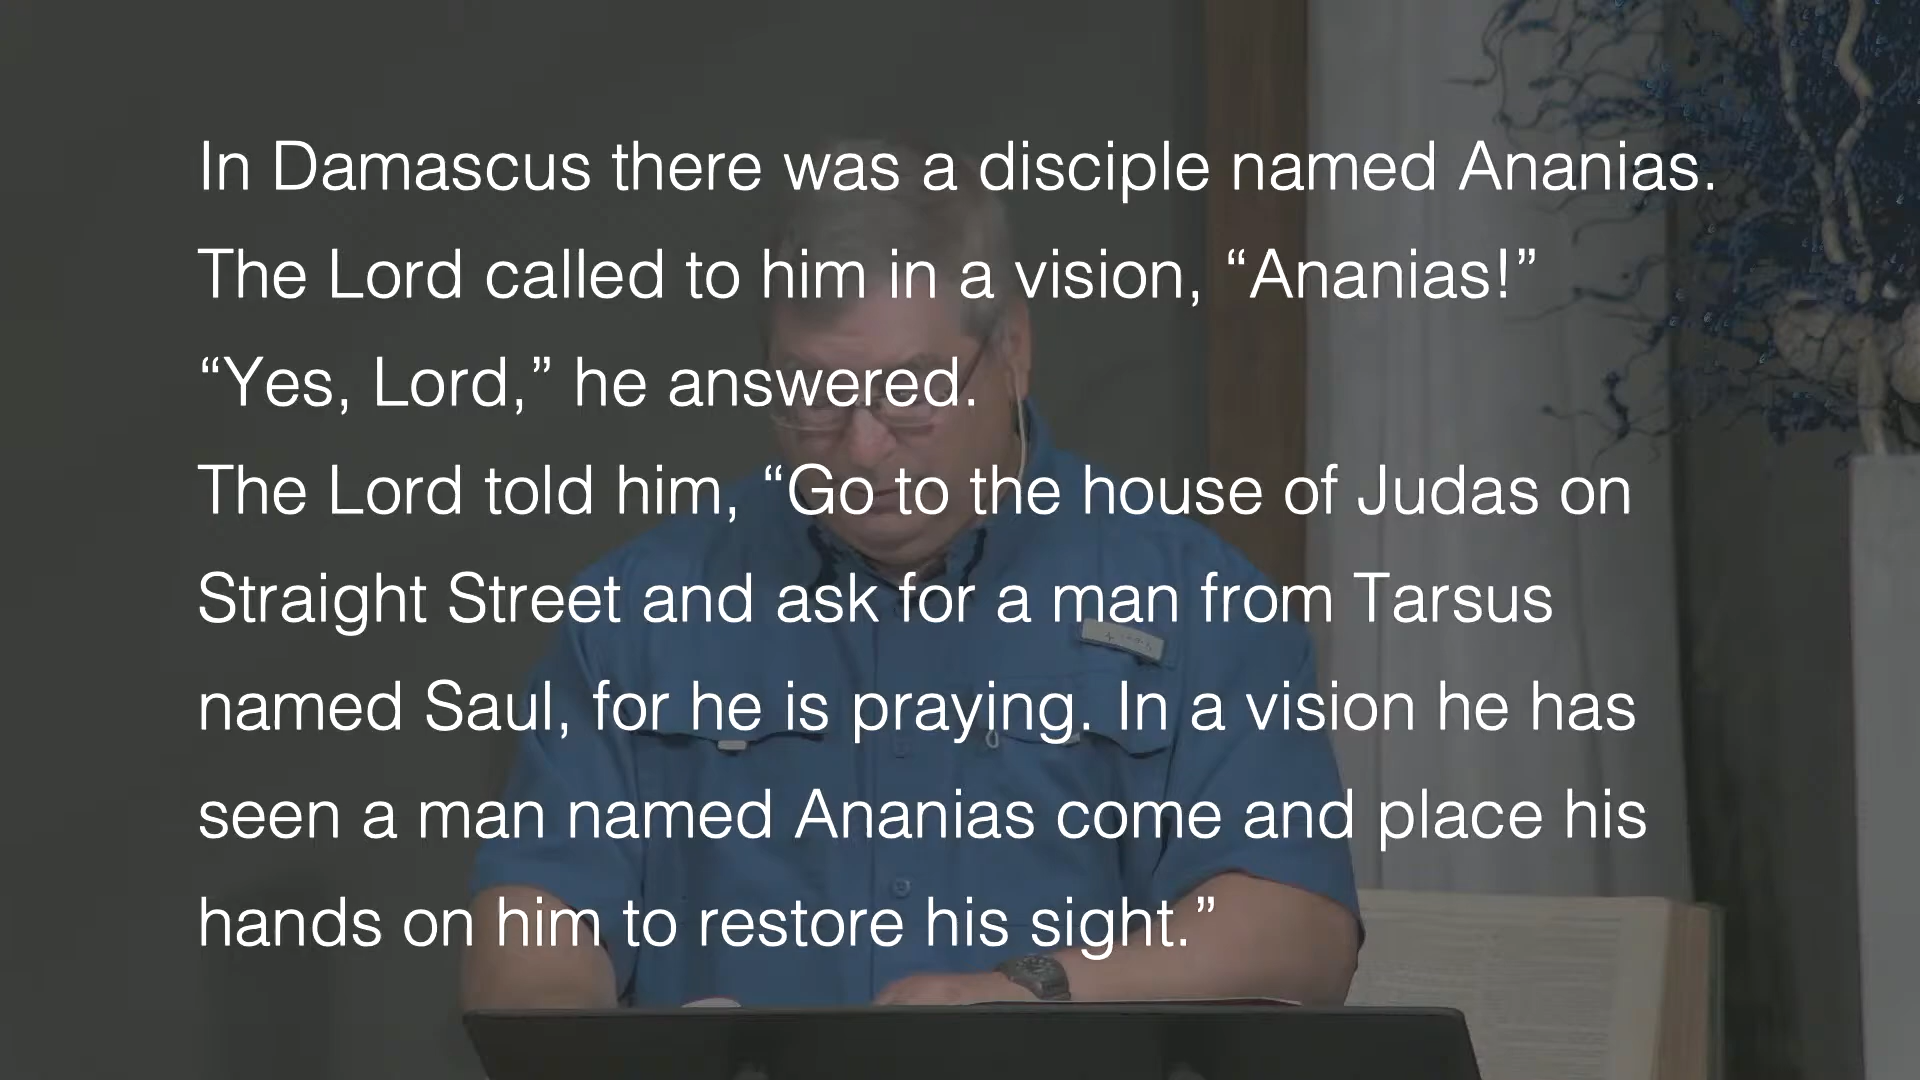 In Damascus there was a disciple named Ananias.
The Lord called to him in a vision, “Ananias!”
“Yes, Lord,” he answered.
The Lord told him, “Go to the house of Judas on
Straight Street and ask for a man from Tarsus
named Saul, for he is praying. In a vision he has
seen a man named Ananias come and place his
hands on him to restore his sight.”